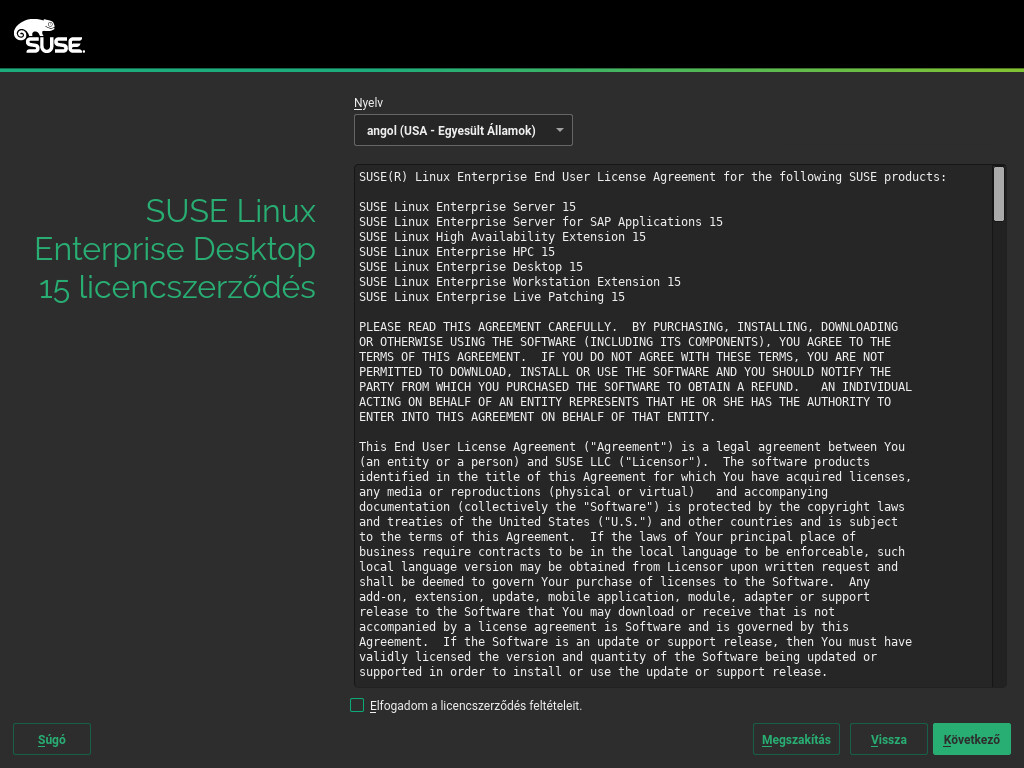 SUSE.
Nyelv
angol (USA - Egyesült Államok)
SUSE Linux
Enterprise Desktop
15 licencszerződés
SUSE(R) Linux Enterprise End User License Agreement for the following SUSE products:
SUSE Linux Enterprise Server 15
SUSE Linux Enterprise Server for SAP Applications 15
SUSE Linux High Availability Extension 15
SUSE Linux Enterprise HPC 15
SUSE Linux Enterprise Desktop 15
SUSE Linux Enterprise Workstation Extension 15
SUSE Linux Enterprise Live Patching 15
PLEASE READ THIS AGREEMENT CAREFULLY.  BY PURCHASING, INSTALLING, DOWNLOADING
OR OTHERWISE USING THE SOFTWARE (INCLUDING ITS COMPONENTS), YOU AGREE TO THE
TERMS OF THIS AGREEMENT.  IF YOU DO NOT AGREE WITH THESE TERMS, YOU ARE NOT
PERMITTED TO DOWNLOAD, INSTALL OR USE THE SOFTWARE AND YOU SHOULD NOTIFY THE
PARTY FROM WHICH YOU PURCHASED THE SOFTWARE TO OBTAIN A REFUND.   AN INDIVIDUAL
ACTING ON BEHALF OF AN ENTITY REPRESENTS THAT HE OR SHE HAS THE AUTHORITY TO
ENTER INTO THIS AGREEMENT ON BEHALF OF THAT ENTITY.
This End User License Agreement ("Agreement") is a legal agreement between You
(an entity or a person) and SUSE LLC ("Licensor").  The software products
identified in the title of this Agreement for which You have acquired licenses,
any media or reproductions (physical or virtual)   and accompanying
documentation (collectively the "Software") is protected by the copyright laws
and treaties of the United States ("U.S.") and other countries and is subject
to the terms of this Agreement.  If the laws of Your principal place of
business require contracts to be in the local language to be enforceable, such
local language version may be obtained from Licensor upon written request and
shall be deemed to govern Your purchase of licenses to the Software.  Any
add-on, extension, update, mobile application, module, adapter or support
release to the Software that You may download or receive that is not
accompanied by a license agreement is Software and is governed by this
Agreement.  If the Software is an update or support release, then You must have
validly licensed the version and quantity of the Software being updated or
supported in order to install or use the update or support release.
Elfogadom a licencszerződés feltételeit.
Súgó
Megszakítás
Vissza
Következő